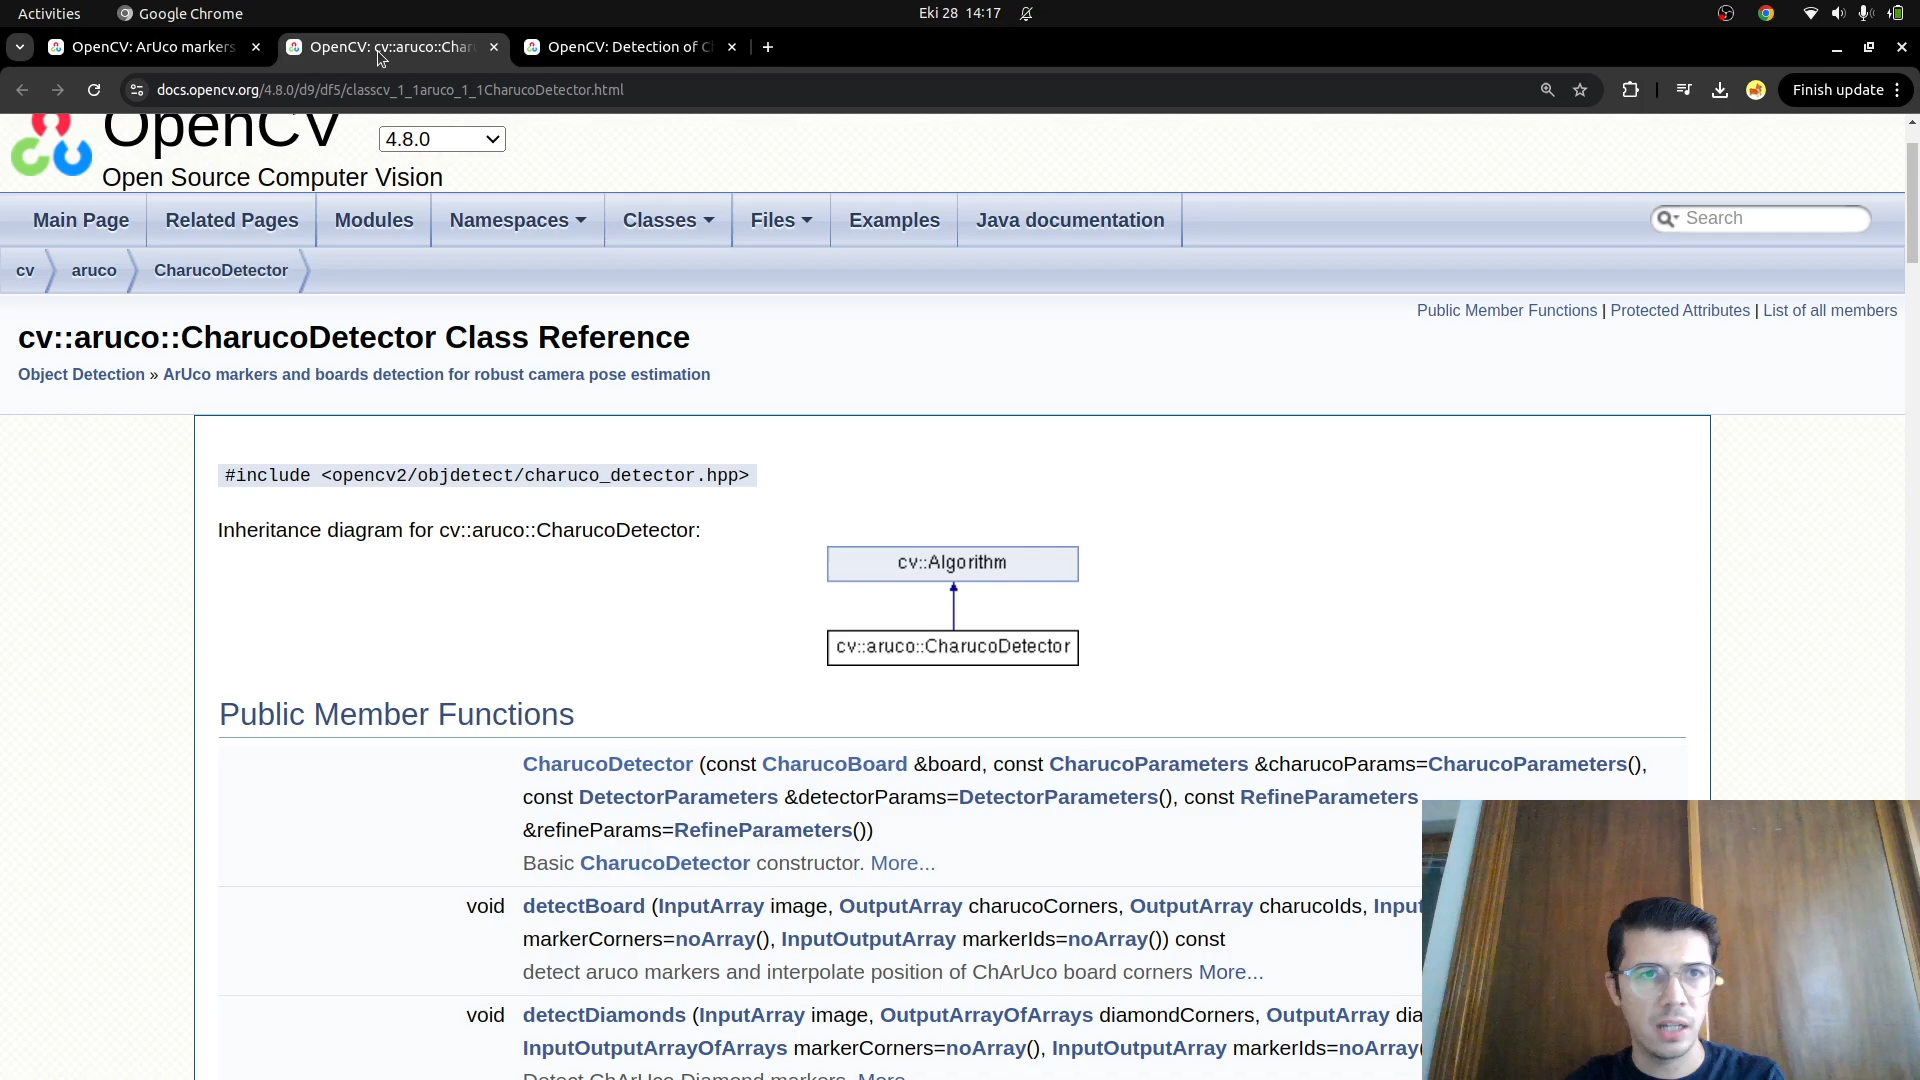 Activities
Google Chrome
Eki 28 14:17
OpenCV: ArUco markers
OpenCV: cv::aruco::Char
OpenCV: Detection of C
docs.opencv.org/4.8.0/d9/df5/classcv_1_1aruco_1_1CharucoDetector.html
Finish update
OpenCV
4.8.0
Open Source Computer Vision
Main Page
Related Pages
Modules
Namespaces
Classes
Files
Examples
Java documentation
Search
cv
aruco
CharucoDetector
Public Member Functions | Protected Attributes | List of all members
cv::aruco::CharucoDetector Class Reference
Object Detection » ArUco markers and boards detection for robust camera pose estimation
#include <opencv2/objdetect/charuco_detector.hpp>
Inheritance diagram for cv::aruco::CharucoDetector:
cv::Algorithm
cv::aruco::CharucoDetector
Public Member Functions
CharucoDetector (const CharucoBoard &board, const CharucoParameters &charucoParams=CharucoParameters(),
const DetectorParameters &detectorParams=DetectorParameters(), const RefineParameters
&refineParams=RefineParameters())
Basic CharucoDetector constructor. More...
void detectBoard (InputArray image, OutputArray charucoCorners, OutputArray charucoIds, Input
markerCorners=noArray(), InputOutputArray markerIds=noArray()) const
detect aruco markers and interpolate position of ChArUco board corners More...
void detectDiamonds (InputArray image, OutputArrayOfArrays diamondCorners, OutputArray dia
InputOutputArrayOfArrays markerCorners=noArray(), InputOutputArray markerIds=noArray(
Detect ChArUco Diamond markers. More...